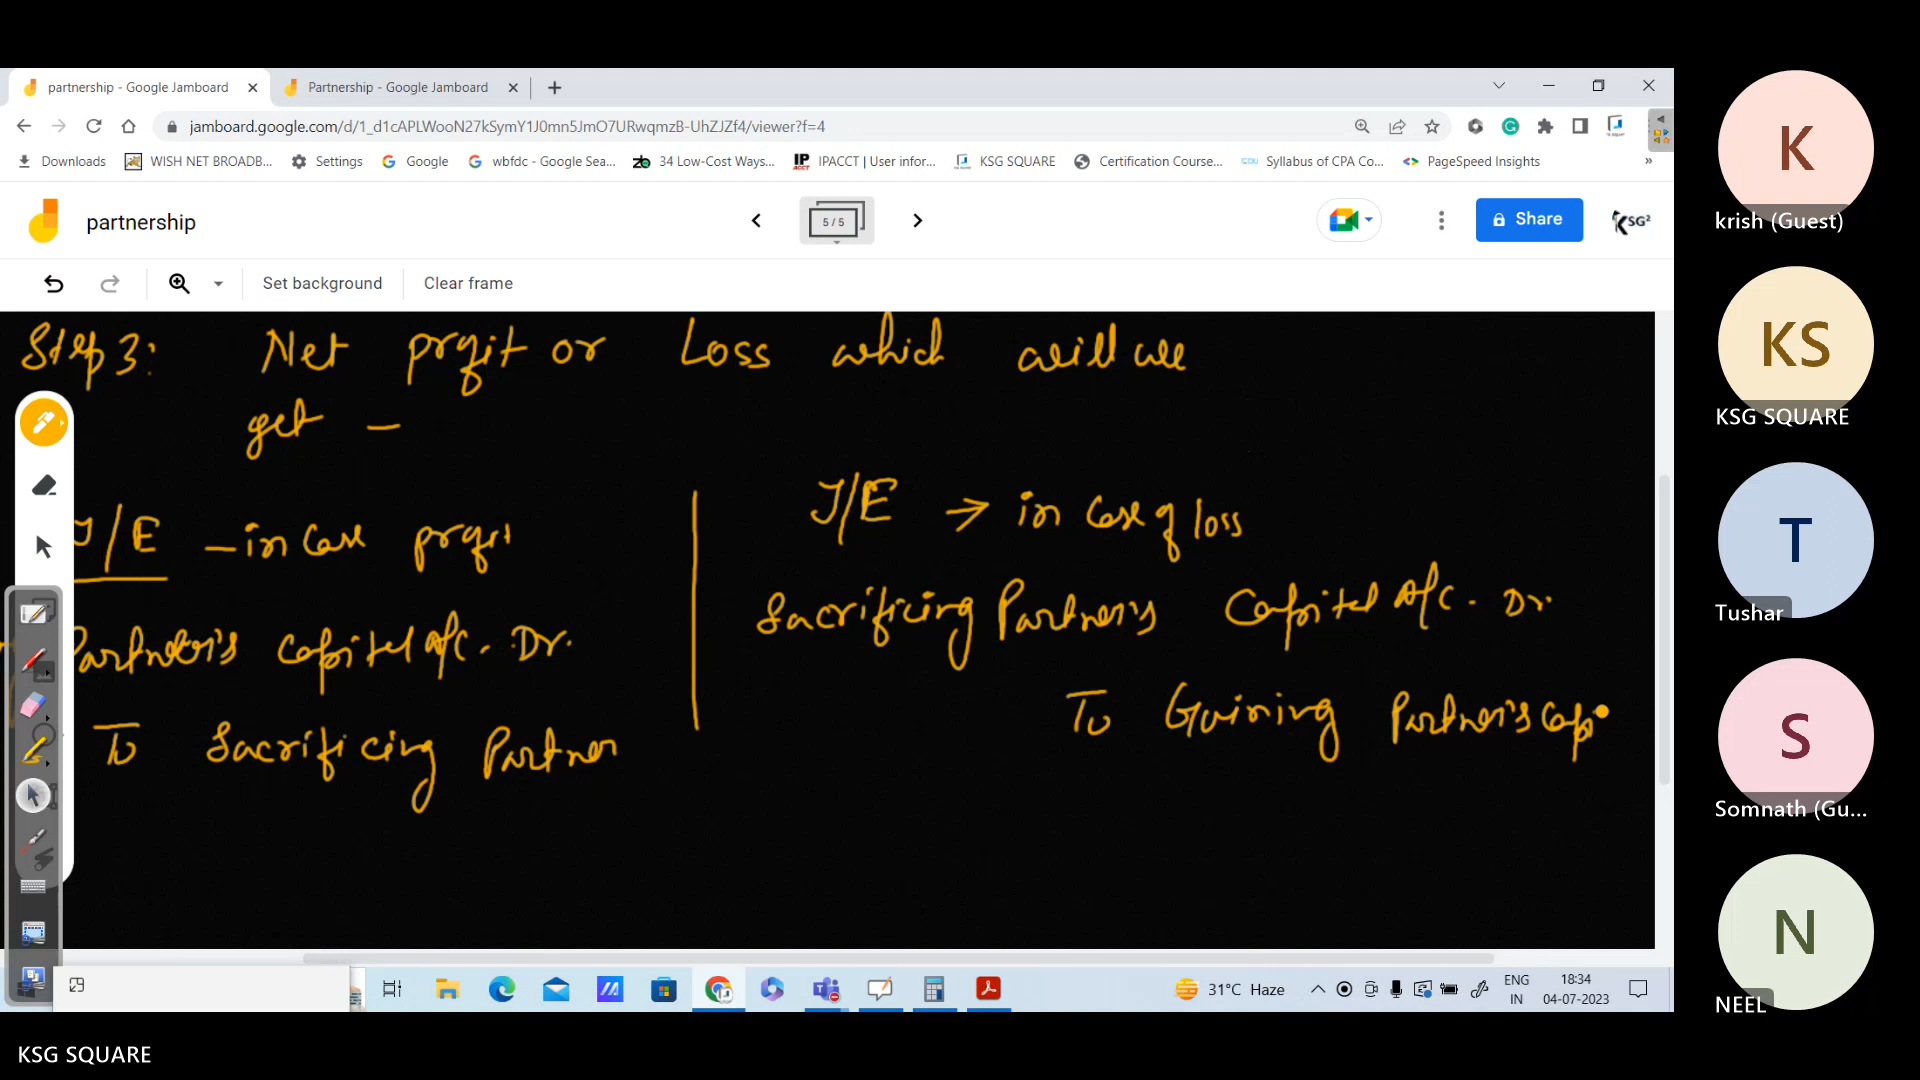 partnership - Google Jamboard
Partnership - Google Jamboard
jamboard.google.com/d/1_d1cAPLWooN27kSymY1J0mn5JmO7URwqmzB-UhZJZf4/viewer?f=4
Downloads
WISH NET BROADB...
Settings
Google
wbfdc - Google Sea...
34 Low-Cost Ways...
IPACCT | User infor...
KSG SQUARE
Certification Course...
Syllabus of CPA Co...
PageSpeed Insights
»
partnership
5 / 5
Share
KSG²
Set background
Clear frame
Step 3: Net profit or Loss which will we
get -
J/E - in case profit
Partner's Capital A/c. Dr.
To Sacrificing Partner
J/E → in case of loss
Sacrificing Partner's Capital A/c. Dr.
To Gaining Partner's Cap
31°C Haze
ENG
IN
18:34
04-07-2023
K
krish (Guest)
KS
KSG SQUARE
T
Tushar
S
Somnath (Gu...
N
NEEL
KSG SQUARE